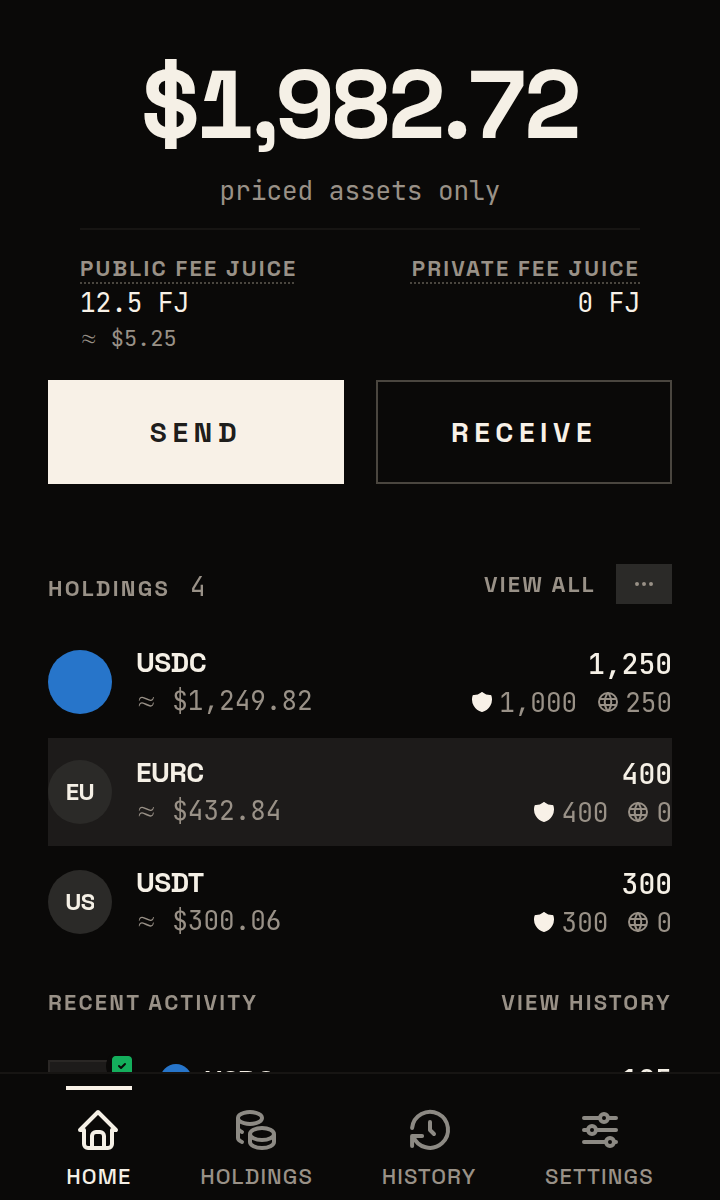 $1,982.72
priced assets only
PUBLIC FEE JUICE PRIVATE FEE JUICE
12.5 FJ 0 FJ
≈ $5.25
SEND RECEIVE
HOLDINGS 4 VIEW ALL ...
USDC 1,250
≈ $1,249.82 1,000 250
EU EURC 400
≈ $432.84 400 0
US USDT 300
≈ $300.06 300 0
RECENT ACTIVITY VIEW HISTORY
HOME HOLDINGS HISTORY SETTINGS